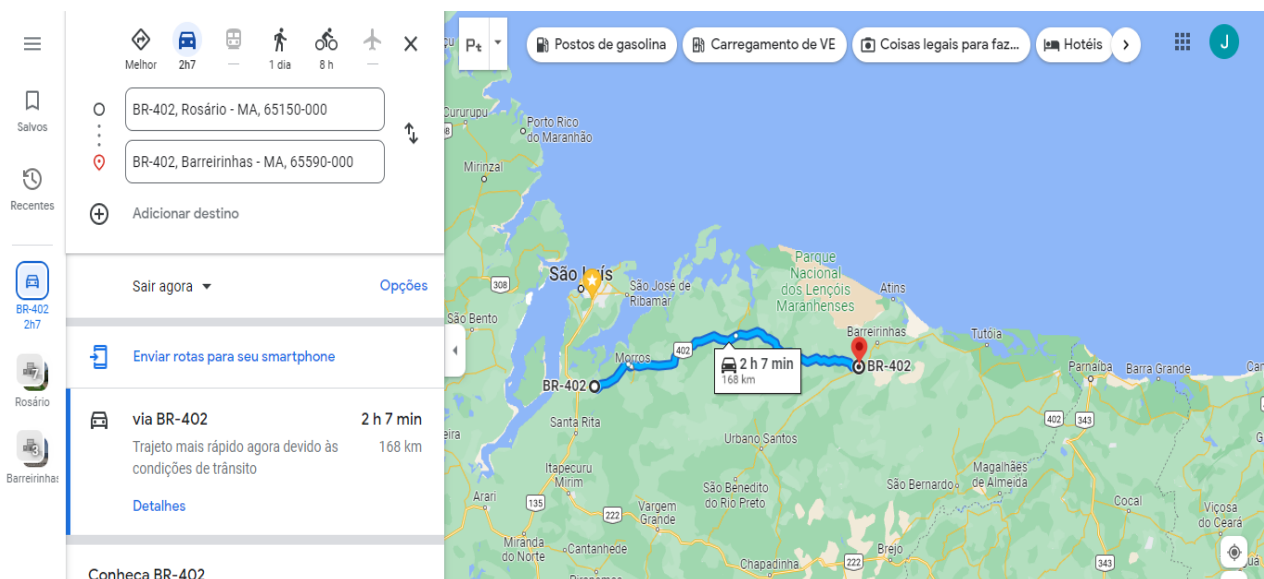 Salvos
Recentes
BR-402
2h7
7
Rosário
3
Barreirinhas
Melhor
2h7
1 dia
8 h
BR-402, Rosário - MA, 65150-000
BR-402, Barreirinhas - MA, 65590-000
Adicionar destino
Sair agora
Opções
Enviar rotas para seu smartphone
via BR-402
2 h 7 min
Trajeto mais rápido agora devido às
168 km
condições de trânsito
Detalhes
Conheça BR-402
Postos de gasolina
Carregamento de VE
Coisas legais para faz...
Hotéis
J
Cururupu
Porto Rico
do Maranhão
Mirinzal
São Luís
308
São José de
Ribamar
Parque
Nacional
dos Lençóis
Maranhenses
Atins
São Bento
Barreirinhas
Tutóia
Morros
402
2 h 7 min
168 km
BR-402
BR-402
Parnaíba
Barra Grande
Santa Rita
402
343
Urbano Santos
Itapecuru
Mirim
Magalhães
de Almeida
São Benedito
do Rio Preto
São Bernardo
Arari
135
222
Vargem
Grande
Cocal
Viçosa
do Ceará
Miranda
do Norte
Cantanhede
Chapadinha
222
Brejo
343